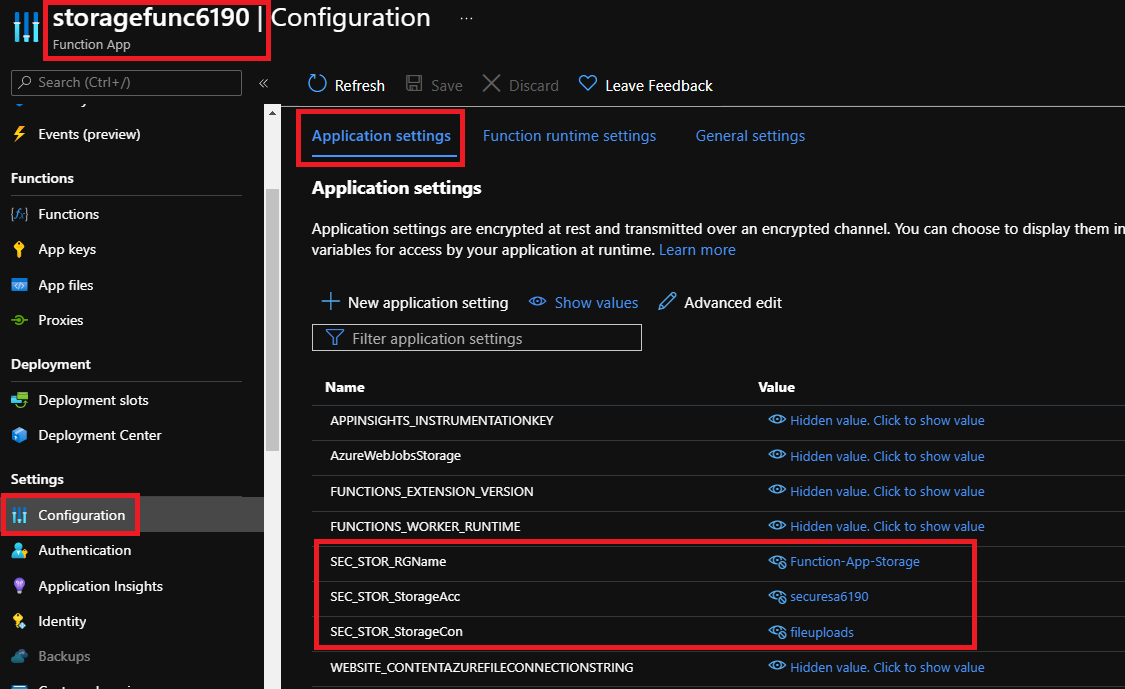 storagefunc6190 | Configuration ...
Function App
Search (Ctrl+/) «
Events (preview)
Functions
Functions
App keys
App files
Proxies
Deployment
Deployment slots
Deployment Center
Settings
Configuration
Authentication
Application Insights
Identity
Backups
Refresh Save Discard Leave Feedback
Application settings Function runtime settings General settings
Application settings
Application settings are encrypted at rest and transmitted over an encrypted channel. You can choose to display them in
variables for access by your application at runtime. Learn more
New application setting Show values Advanced edit
Filter application settings
Name Value
APPINSIGHTS_INSTRUMENTATIONKEY Hidden value. Click to show value
AzureWebJobsStorage Hidden value. Click to show value
FUNCTIONS_EXTENSION_VERSION Hidden value. Click to show value
FUNCTIONS_WORKER_RUNTIME Hidden value. Click to show value
SEC_STOR_RGName Function-App-Storage
SEC_STOR_StorageAcc securesa6190
SEC_STOR_StorageCon fileuploads
WEBSITE_CONTENTAZUREFILECONNECTIONSTRING Hidden value. Click to show value